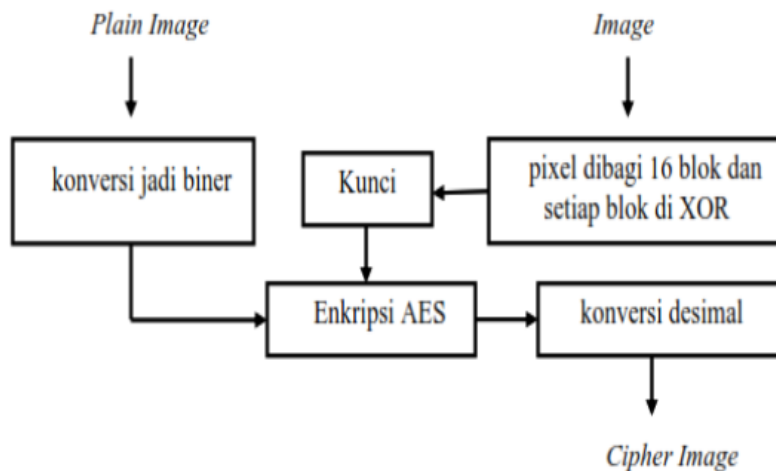 Plain Image
Image
konversi jadi biner
Kunci
pixel dibagi 16 blok dan
setiap blok di XOR
Enkripsi AES
konversi desimal
Cipher Image